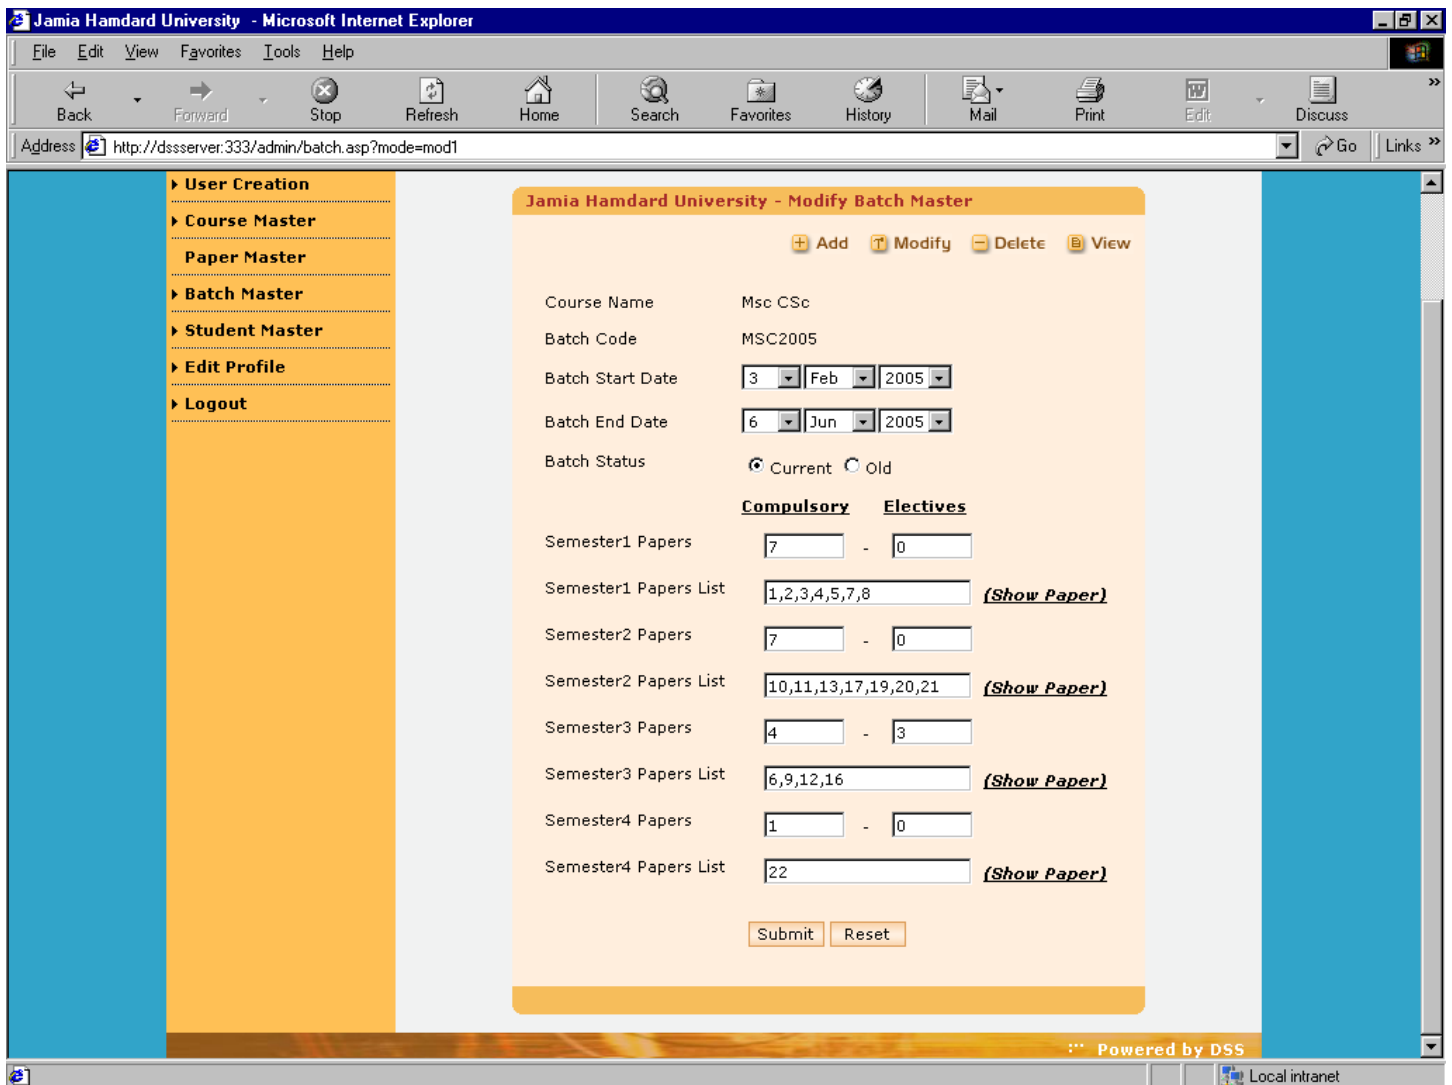 Jamia Hamdard University - Microsoft Internet Explorer
File Edit View Favorites Tools Help
Back Forward Stop Refresh Home Search Favorites History Mail Print Edit Discuss »
Address http://dssserver:333/admin/batch.asp?mode=mod1 Go Links »
User Creation
Course Master
Paper Master
Batch Master
Student Master
Edit Profile
Logout
Jamia Hamdard University - Modify Batch Master
Add Modify Delete View
Course Name Msc CSc
Batch Code MSC2005
Batch Start Date 3 Feb 2005
Batch End Date 6 Jun 2005
Batch Status Current Old
Compulsory Electives
Semester1 Papers 7 - 0
Semester1 Papers List 1,2,3,4,5,7,8 (Show Paper)
Semester2 Papers 7 - 0
Semester2 Papers List 10,11,13,17,19,20,21 (Show Paper)
Semester3 Papers 4 - 3
Semester3 Papers List 6,9,12,16 (Show Paper)
Semester4 Papers 1 - 0
Semester4 Papers List 22 (Show Paper)
Submit Reset
Powered by DSS
Local intranet